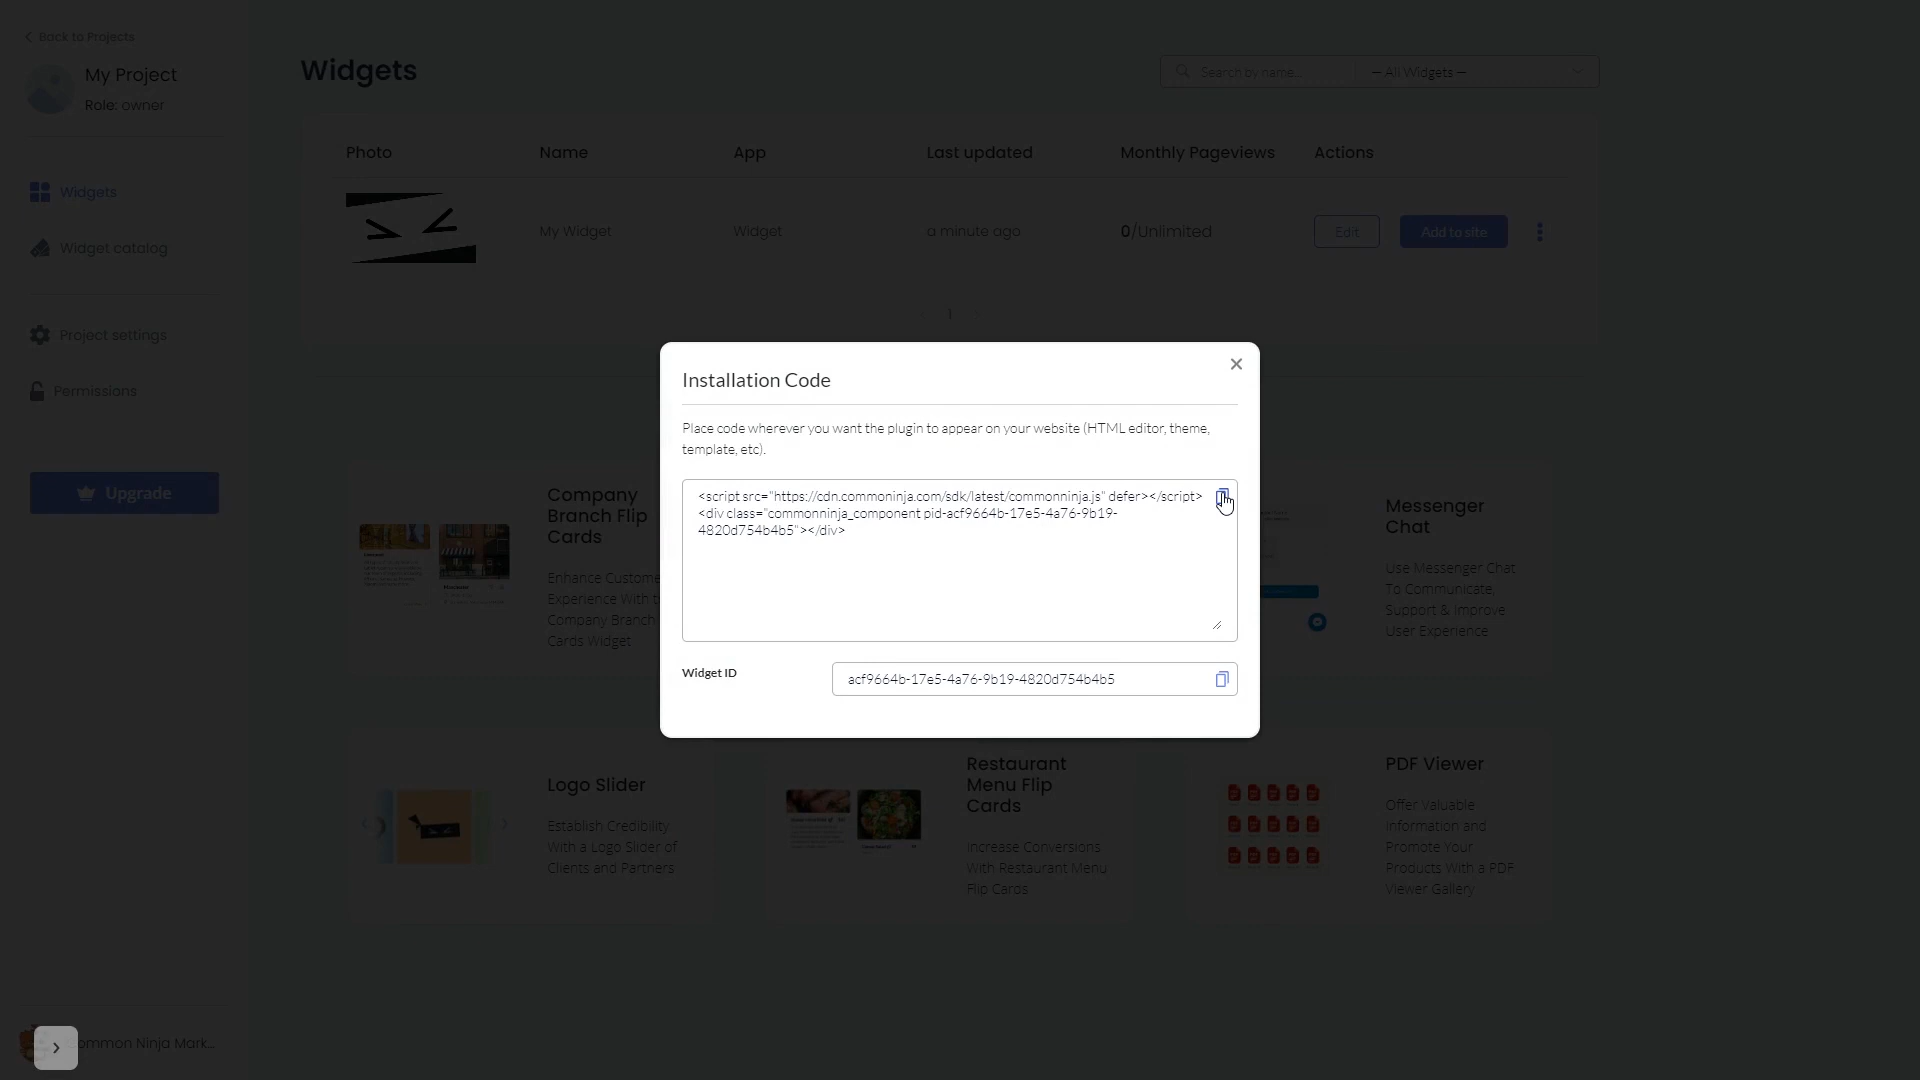 Back to Projects
My Project
Role: owner
Widgets
Widget catalog
Project settings
Permissions
Upgrade
ommon Ninja Mark...
Widgets
Search by name...
— All Widgets —
Photo
Name
App
Last updated
Monthly Pageviews
Actions
My Widget
Widget
a minute ago
0/Unlimited
Edit
Add to site
1
Installation Code
Place code wherever you want the plugin to appear on your website (HTML editor, theme,
template, etc).
<script src="https://cdn.commoninja.com/sdk/latest/commonninja.js" defer></script>
<div class="commonninja_component pid-acf9664b-17e5-4a76-9b19-
4820d754b4b5"></div>
Widget ID
acf9664b-17e5-4a76-9b19-4820d754b4b5
Company
Branch Flip
Cards
Enhance Custome
Experience With
Company Branch
Cards Widget
Messenger
Chat
Use Messenger Chat
To Communicate,
Support & Improve
User Experience
Logo Slider
Establish Credibility
With a Logo Slider of
Clients and Partners
Restaurant
Menu Flip
Cards
Increase Conversions
With Restaurant Menu
Flip Cards
PDF Viewer
Offer Valuable
Information and
Promote Your
Products With a PDF
Viewer Gallery